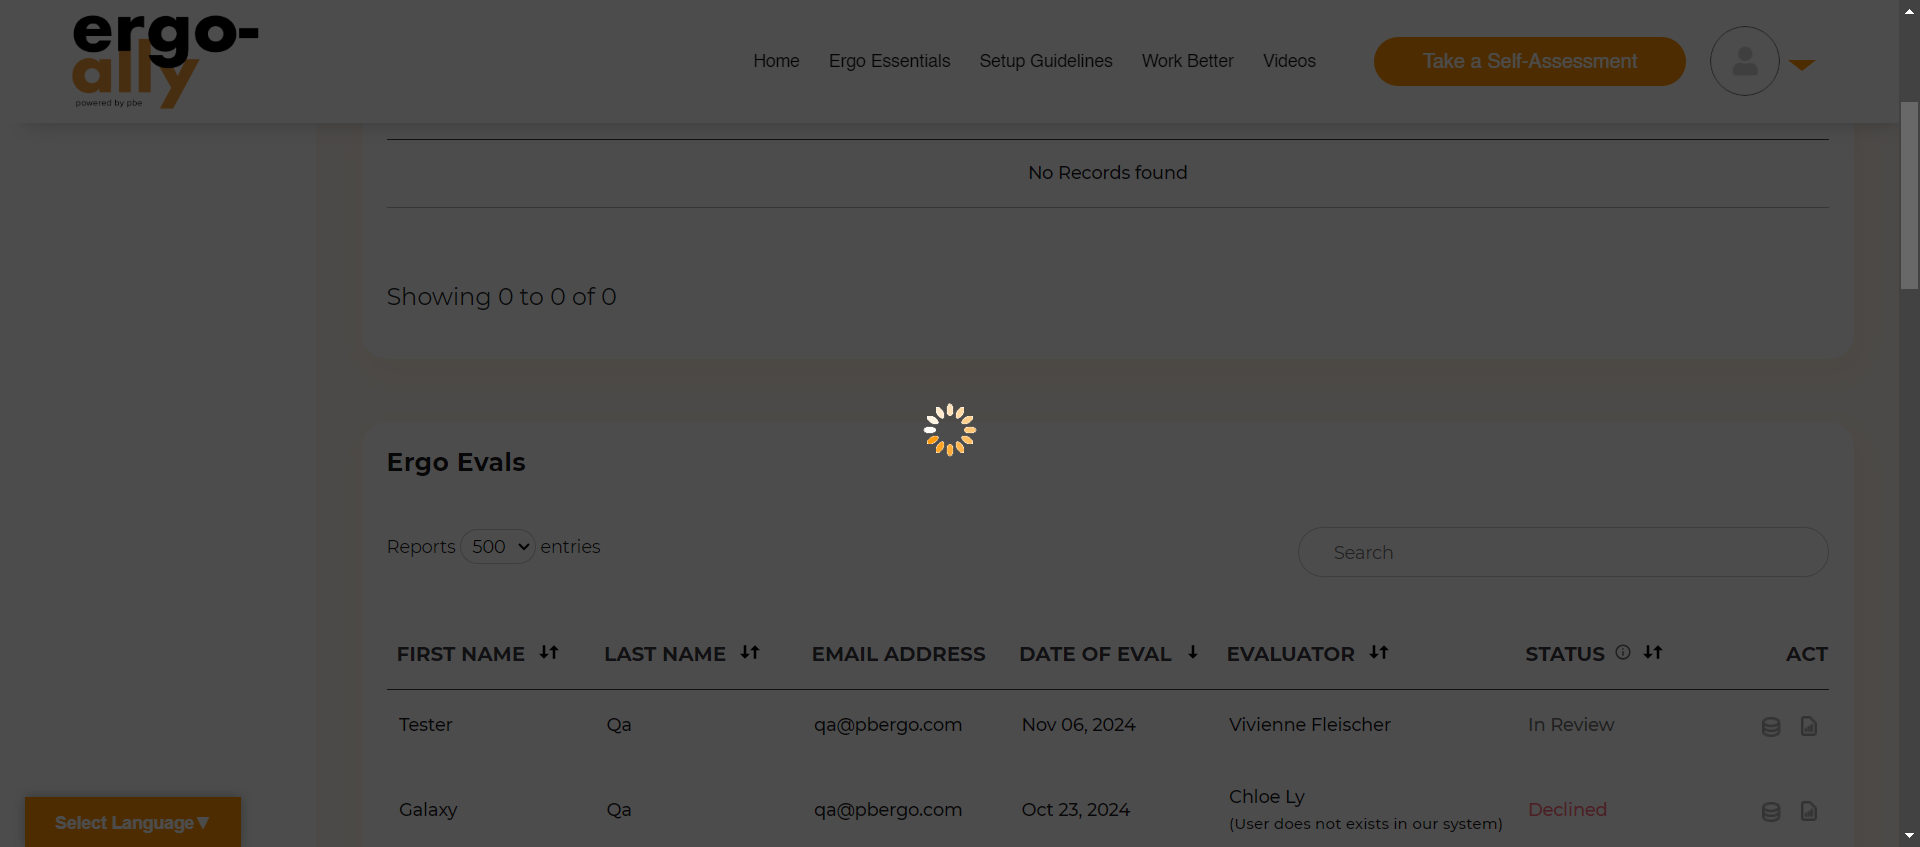 ergo-
ally
powered by pbe
Home Ergo Essentials Setup Guidelines Work Better Videos Take a Self-Assessment
No Records found
Showing 0 to 0 of 0
Ergo Evals
Reports 500 entries Search
FIRST NAME LAST NAME EMAIL ADDRESS DATE OF EVAL EVALUATOR STATUS ACT
Tester Qa qa@pbergo.com Nov 06, 2024 Vivienne Fleischer In Review
Galaxy Qa qa@pbergo.com Oct 23, 2024 Chloe Ly Declined
(User does not exists in our system)
Select Language▼